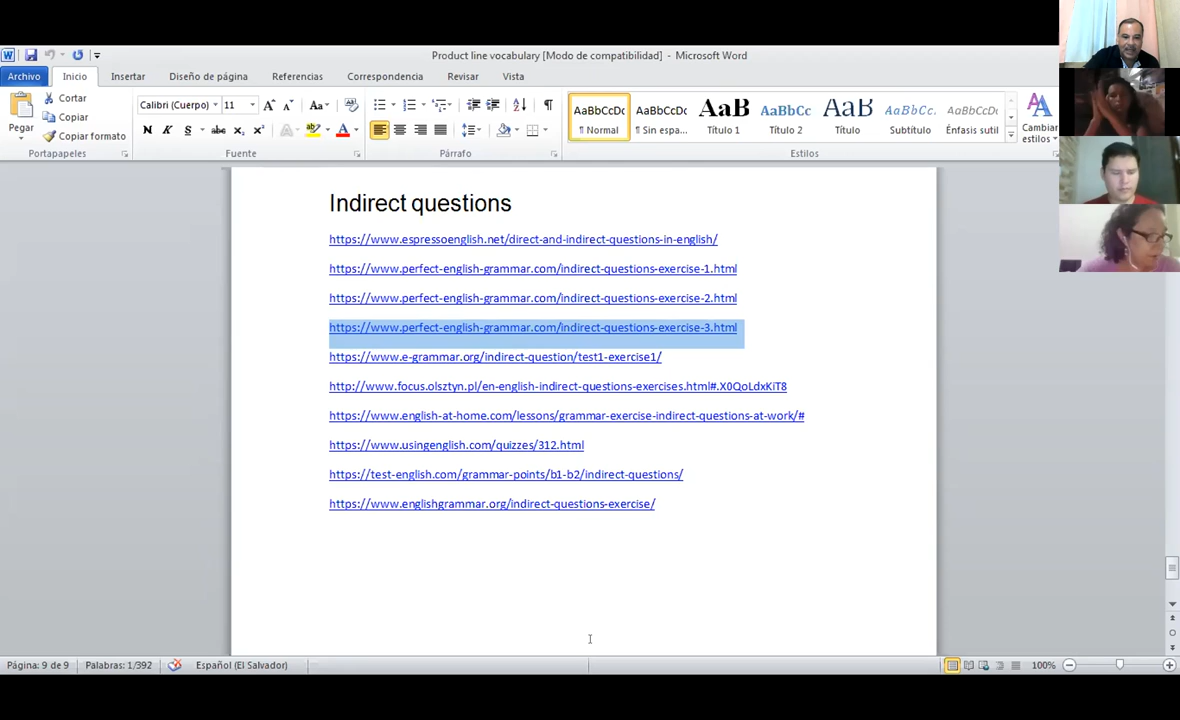 Product line vocabulary [Modo de compatibilidad] - Microsoft Word
Archivo Inicio Insertar Diseño de página Referencias Correspondencia Revisar Vista
Pegar Cortar Copiar Copiar formato
Calibri (Cuerpo) 11
N K S abc x₂ x²
AaBbCcDc AaBbCcDc AaB AaBbCc AaB AaBbCc. AaBbCcDc
¶ Normal ¶ Sin espa... Título 1 Título 2 Título Subtítulo Énfasis sutil Cambiar estilos
Portapapeles Fuente Párrafo Estilos
Indirect questions
https://www.espressoenglish.net/direct-and-indirect-questions-in-english/
https://www.perfect-english-grammar.com/indirect-questions-exercise-1.html
https://www.perfect-english-grammar.com/indirect-questions-exercise-2.html
https://www.perfect-english-grammar.com/indirect-questions-exercise-3.html
https://www.e-grammar.org/indirect-question/test1-exercise1/
http://www.focus.olsztyn.pl/en-english-indirect-questions-exercises.html#.X0QoLdxKiT8
https://www.english-at-home.com/lessons/grammar-exercise-indirect-questions-at-work/#
https://www.usingenglish.com/quizzes/312.html
https://test-english.com/grammar-points/b1-b2/indirect-questions/
https://www.englishgrammar.org/indirect-questions-exercise/
Página: 9 de 9 Palabras: 1/392 Español (El Salvador) 100%